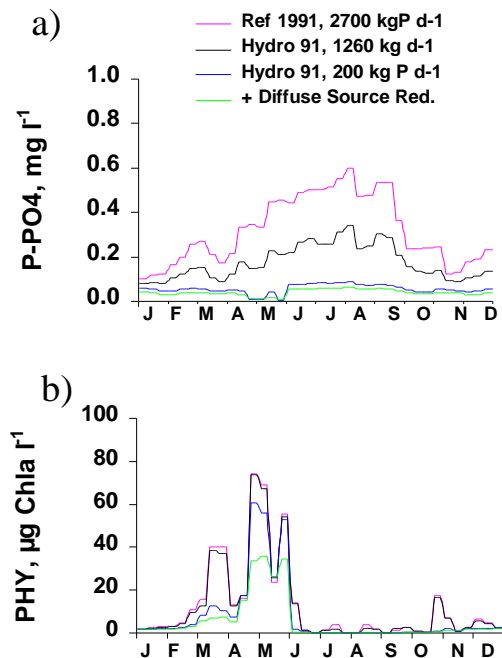 a)
Ref 1991, 2700 kgP d-1
Hydro 91, 1260 kg d-1
Hydro 91, 200 kg P d-1
+ Diffuse Source Red.
P-PO4, mg l-1
1.0
0.8
0.6
0.4
0.2
0.0
J F M A M J J A S O N D
b)
PHY, µg Chla l-1
100
80
60
40
20
0
J F M A M J J A S O N D